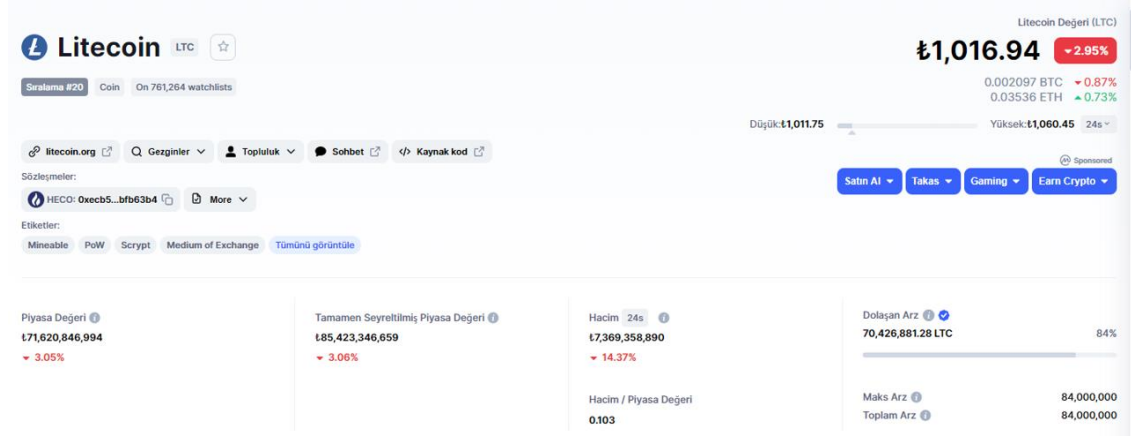 Litecoin LTC
Litecoin Değeri (LTC)
₺1,016.94 2.95%
Sıralama #20 Coin On 761,264 watchlists
0.002097 BTC 0.87%
0.03536 ETH 0.73%
Düşük:₺1,011.75 Yüksek:₺1,060.45 24s
litecoin.org Gezginler Topluluk Sohbet </> Kaynak kod
Sponsored
Sözleşmeler:
Satın Al Takas Gaming Earn Crypto
HECO: 0xecb5...bfb63b4 More
Etiketler:
Mineable PoW Scrypt Medium of Exchange Tümünü görüntüle
Piyasa Değeri
₺71,620,846,994
3.05%
Tamamen Seyreltilmiş Piyasa Değeri
₺85,423,346,659
3.06%
Hacim 24s
₺7,369,358,890
14.37%
Hacim / Piyasa Değeri
0.103
Dolaşan Arz
70,426,881.28 LTC 84%
Maks Arz 84,000,000
Toplam Arz 84,000,000